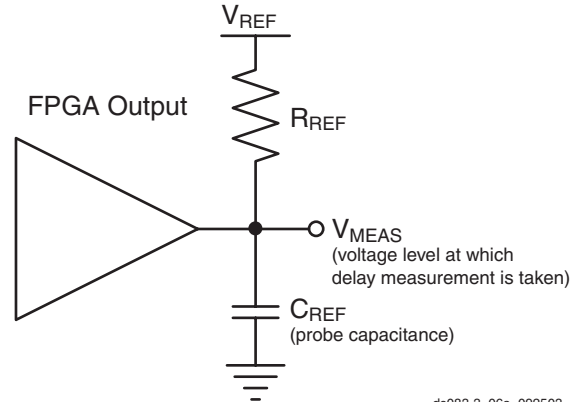 VREF
FPGA Output
RREF
VMEAS
(voltage level at which
delay measurement is taken)
CREF
(probe capacitance)